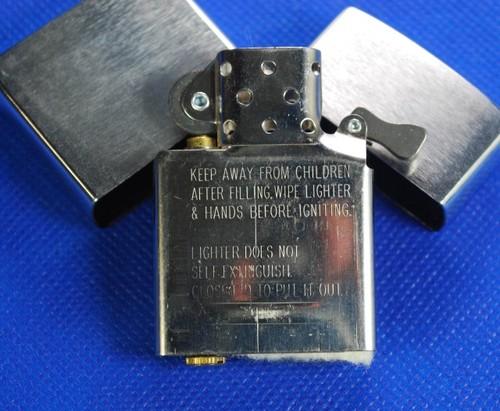 KEEP AWAY FROM CHILDREN
AFTER FILLING, WIPE LIGHTER
& HANDS BEFORE IGNITING.
LIGHTER DOES NOT
SELF EXTINGUISH.
CLOSE LID TO PUT IT OUT.